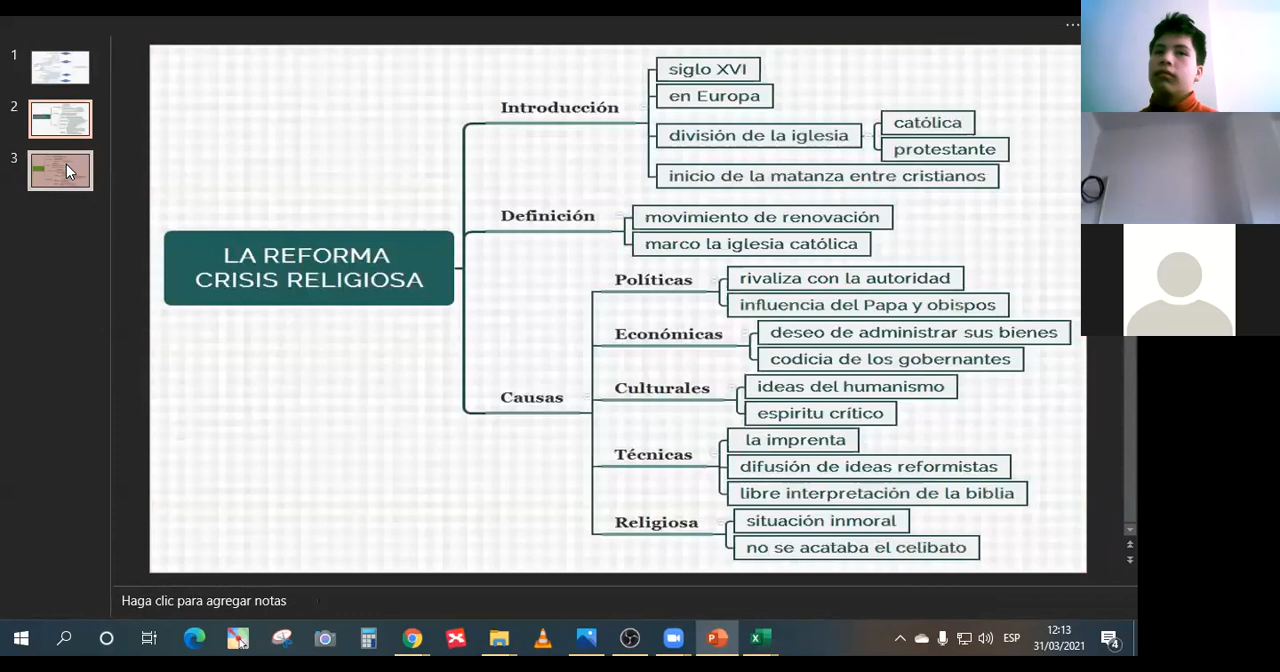 1
2
3
LA REFORMA
CRISIS RELIGIOSA
Introducción
siglo XVI
en Europa
división de la iglesia
católica
protestante
inicio de la matanza entre cristianos
Definición
movimiento de renovación
marco la iglesia católica
Causas
Políticas
rivaliza con la autoridad
influencia del Papa y obispos
Económicas
deseo de administrar sus bienes
codicia de los gobernantes
Culturales
ideas del humanismo
espiritu crítico
Técnicas
la imprenta
difusión de ideas reformistas
libre interpretación de la biblia
Religiosa
situación inmoral
no se acataba el celibato
Haga clic para agregar notas
ESP
12:13
31/03/2021
4